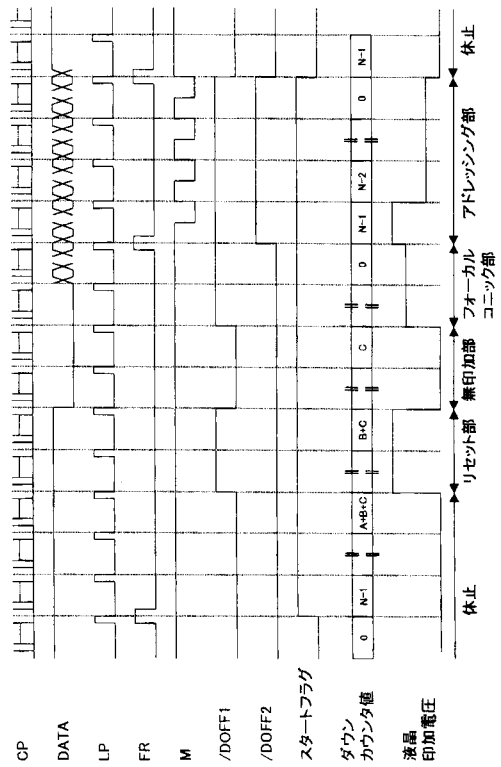 CP
DATA
LP
FR
M
/DOFF1
/DOFF2
スタートフラグ
ダウン
カウンタ値
0
N-1
A+B+C
B+C
C
0
N-1
N-2
0
N-1
液晶
印加電圧
休止
リセット部
無印加部
フォーカル
コニック部
アドレッシング部
休止